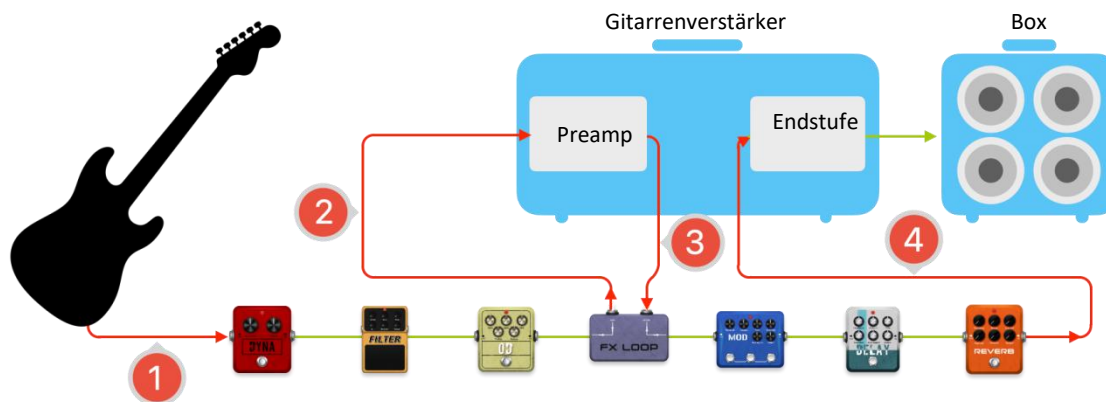 Gitarrenverstärker
Box
Preamp
Endstufe
2
3
4
1
DYNA
FILTER
OD
FX LOOP
MOD
DELAY
REVERB